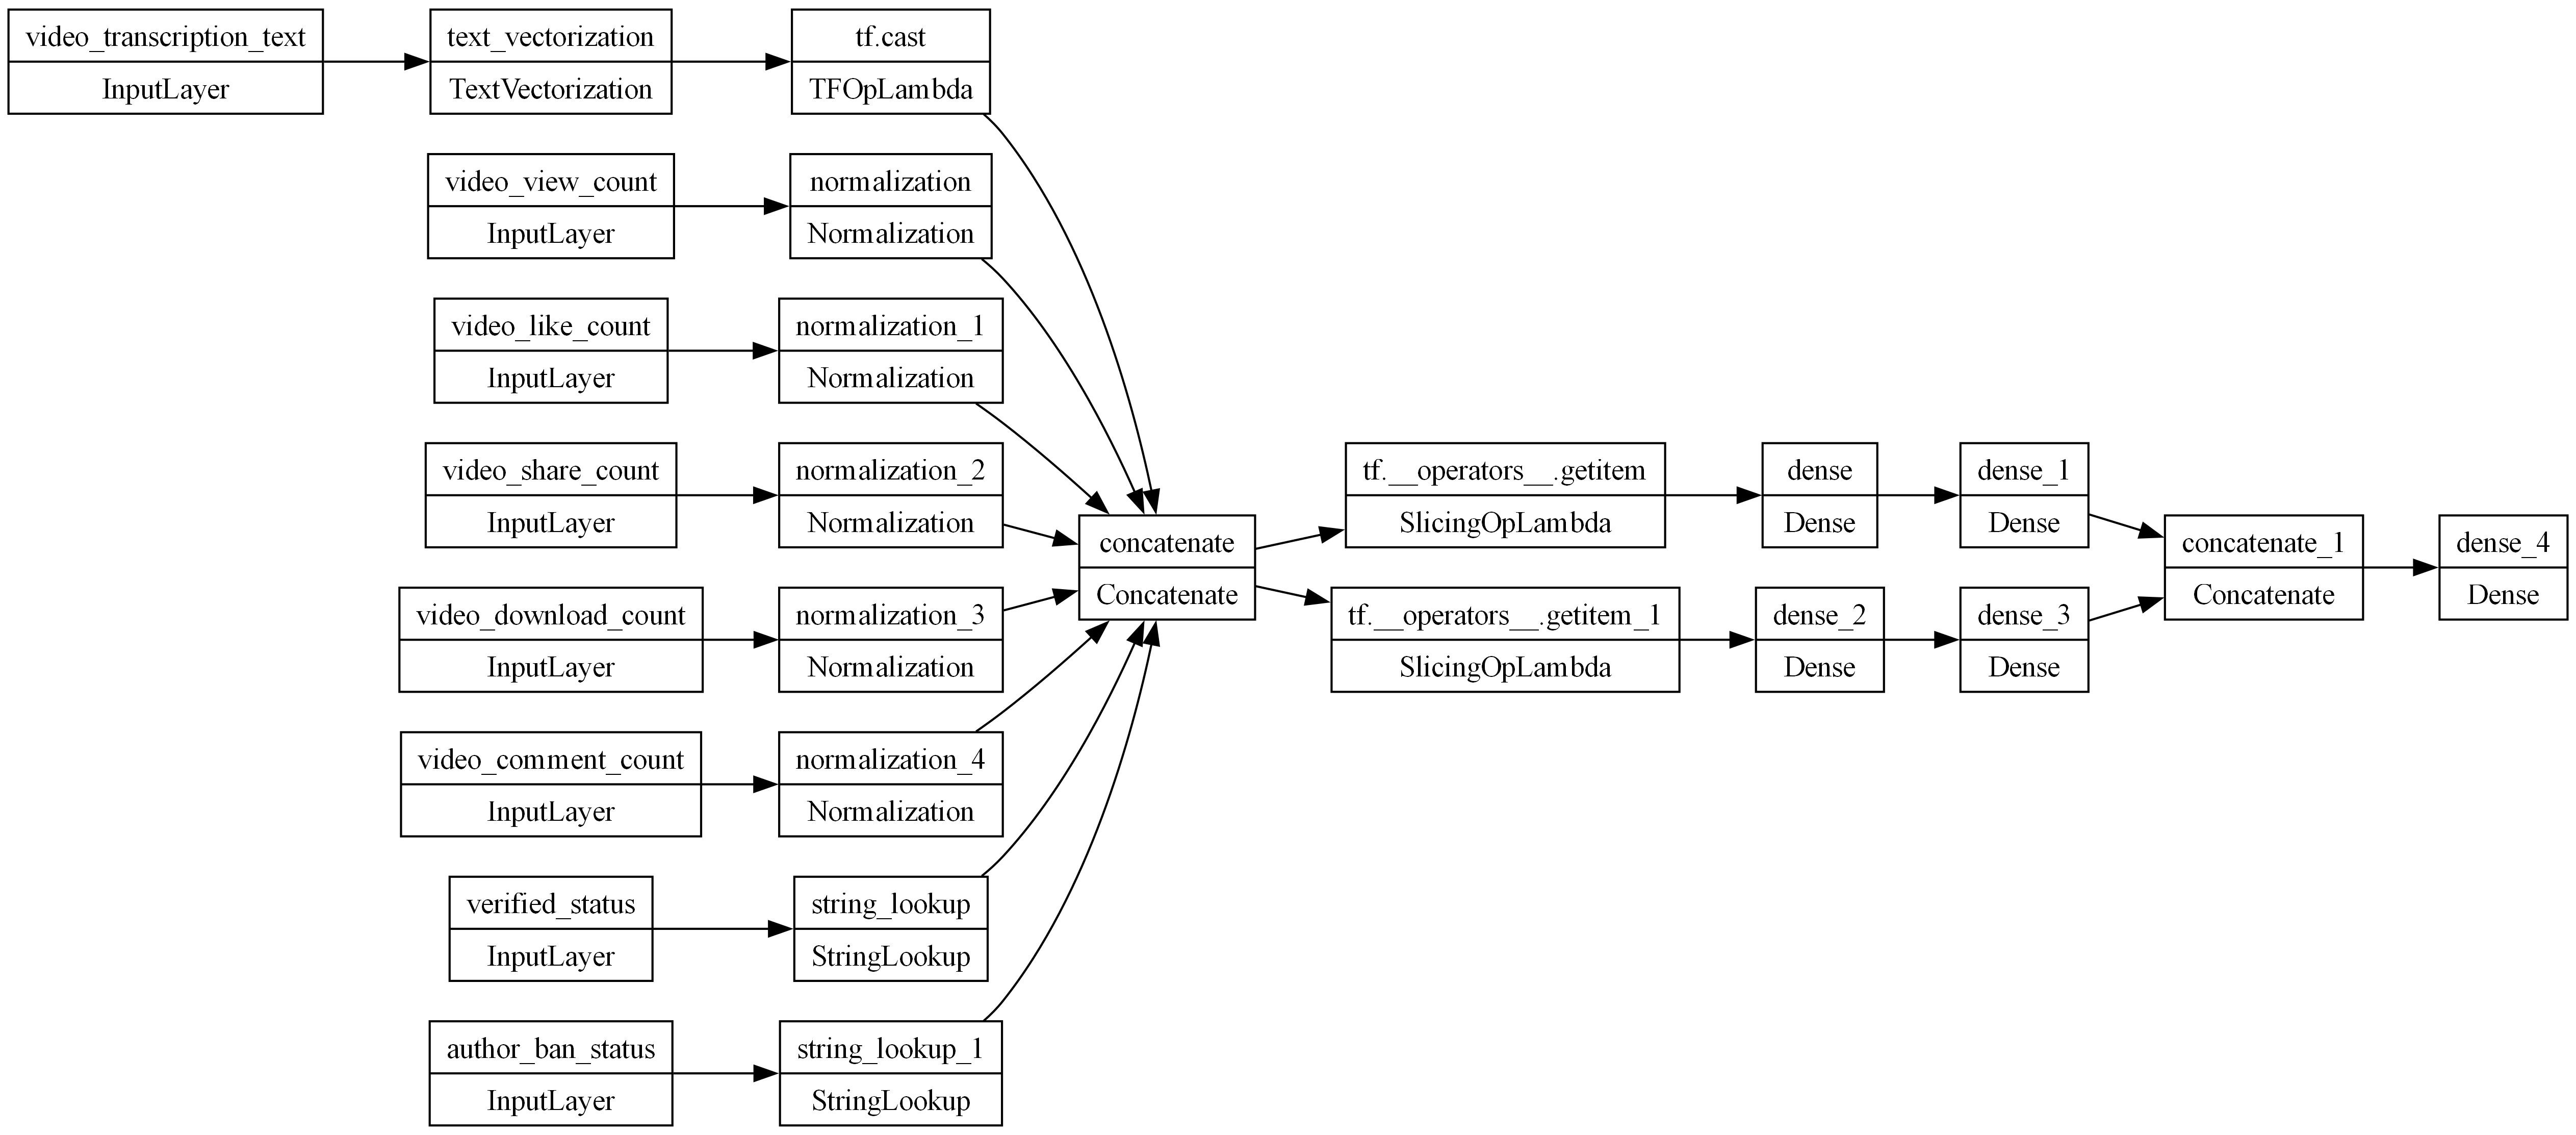 video_transcription_text
InputLayer
text_vectorization
TextVectorization
tf.cast
TFOpLambda
video_view_count
InputLayer
normalization
Normalization
video_like_count
InputLayer
normalization_1
Normalization
video_share_count
InputLayer
normalization_2
Normalization
video_download_count
InputLayer
normalization_3
Normalization
video_comment_count
InputLayer
normalization_4
Normalization
verified_status
InputLayer
string_lookup
StringLookup
author_ban_status
InputLayer
string_lookup_1
StringLookup
concatenate
Concatenate
tf.__operators__.getitem
SlicingOpLambda
dense
Dense
dense_1
Dense
tf.__operators__.getitem_1
SlicingOpLambda
dense_2
Dense
dense_3
Dense
concatenate_1
Concatenate
dense_4
Dense